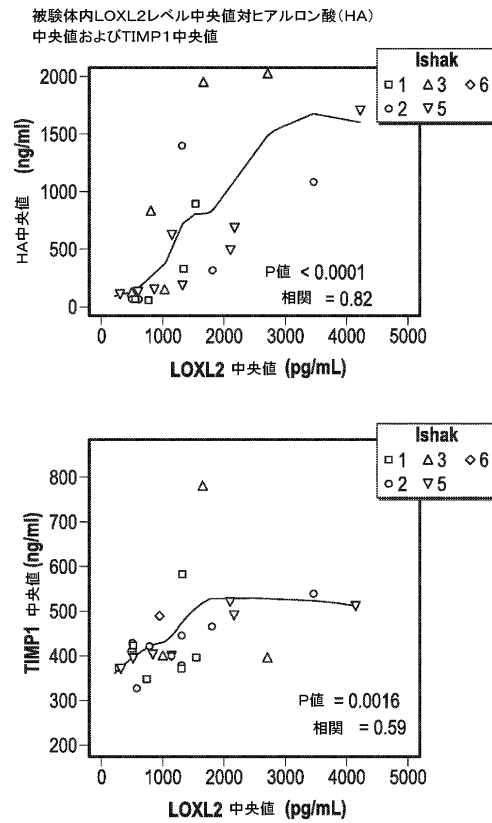 被験体内LOXL2レベル中央値対ヒアルロン酸(HA)
中央値およびTIMP1中央値
Ishak
□ 1 △ 3 ◇ 6
○ 2 ▽ 5
2000
1500
1000
500
0
HA中央値 (ng/ml)
P値 < 0.0001
相関 = 0.82
0 1000 2000 3000 4000 5000
LOXL2 中央値 (pg/mL)
Ishak
□ 1 △ 3 ◇ 6
○ 2 ▽ 5
800
700
600
500
400
300
200
TIMP1 中央値 (ng/ml)
P値 = 0.0016
相関 = 0.59
0 1000 2000 3000 4000 5000
LOXL2 中央値 (pg/mL)